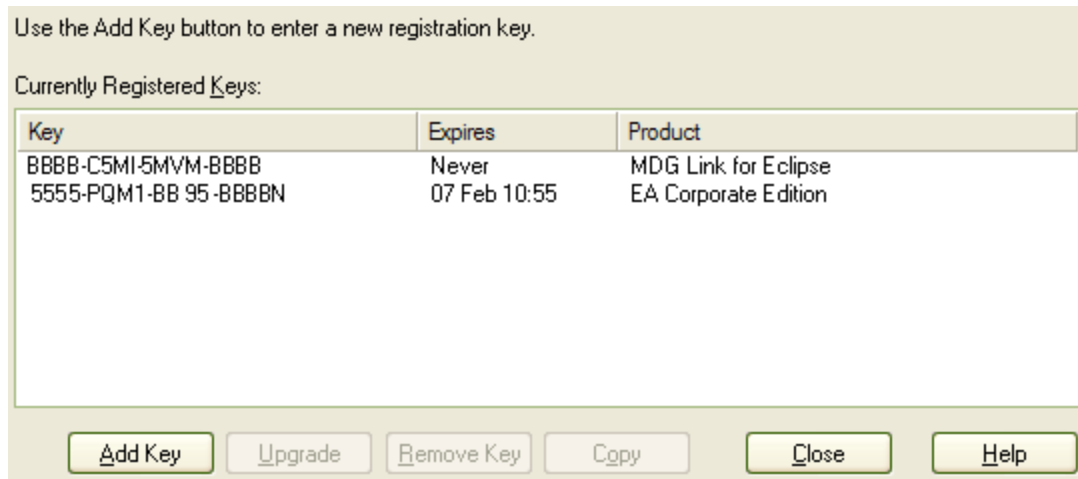 Use the Add Key button to enter a new registration key.
Currently Registered Keys:
Key Expires Product
BBBB-C5MI-5MVM-BBBB Never MDG Link for Eclipse
5555-PQM1-BB 95-BBBBN 07 Feb 10:55 EA Corporate Edition
Add Key Upgrade Remove Key Copy Close Help